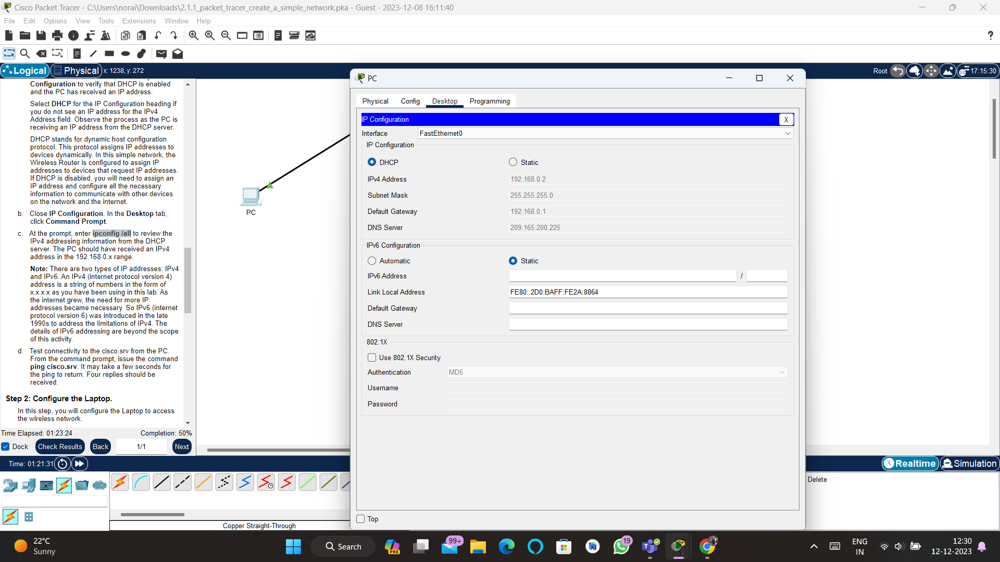 Cisco Packet Tracer - C:\Users\norai\Downloads\2.1.1_packet_tracer_create_a_simple_network.pka - Guest - 2023-12-08 16:11:40
File Edit Options View Tools Extensions Window Help
Logical Physical x: 1238, y: 272
Root 17:15:30
Configuration to verify that DHCP is enabled
and the PC has received an IP address.
Select DHCP for the IP Configuration heading if
you do not see an IP address for the IPv4
Address field. Observe the process as the PC is
receiving an IP address from the DHCP server.
DHCP stands for dynamic host configuration
protocol. This protocol assigns IP addresses to
devices dynamically. In this simple network, the
Wireless Router is configured to assign IP
addresses to devices that request IP addresses.
If DHCP is disabled, you will need to assign an
IP address and configure all the necessary
information to communicate with other devices
on the network and the internet.
b. Close IP Configuration. In the Desktop tab,
click Command Prompt.
c. At the prompt, enter ipconfig /all to review the
IPv4 addressing information from the DHCP
server. The PC should have received an IPv4
address in the 192.168.0.x range.
Note: There are two types of IP addresses: IPv4
and IPv6. An IPv4 (internet protocol version 4)
address is a string of numbers in the form of
x.x.x.x as you have been using in this lab. As
the internet grew, the need for more IP
addresses became necessary. So IPv6 (internet
protocol version 6) was introduced in the late
1990s to address the limitations of IPv4. The
details of IPv6 addressing are beyond the scope
of this activity.
d. Test connectivity to the cisco.srv from the PC.
From the command prompt, issue the command
ping cisco.srv. It may take a few seconds for
the ping to return. Four replies should be
received.
Step 2: Configure the Laptop.
In this step, you will configure the Laptop to access
the wireless network.
Time Elapsed: 01:23:24 Completion: 50%
Dock Check Results Back 1/1 Next
PC
PC
Physical Config Desktop Programming
IP Configuration X
Interface FastEthernet0
IP Configuration
DHCP Static
IPv4 Address 192.168.0.2
Subnet Mask 255.255.255.0
Default Gateway 192.168.0.1
DNS Server 209.165.200.225
IPv6 Configuration
Automatic Static
IPv6 Address /
Link Local Address FE80::2D0:BAFF:FE2A:8864
Default Gateway
DNS Server
802.1X
Use 802.1X Security
Authentication MD5
Username
Password
Top
Time: 01:21:31
Realtime Simulation
Delete
Copper Straight-Through
22°C
Sunny
Search
PRE
99+
19
ENG
IN
12:30
12-12-2023